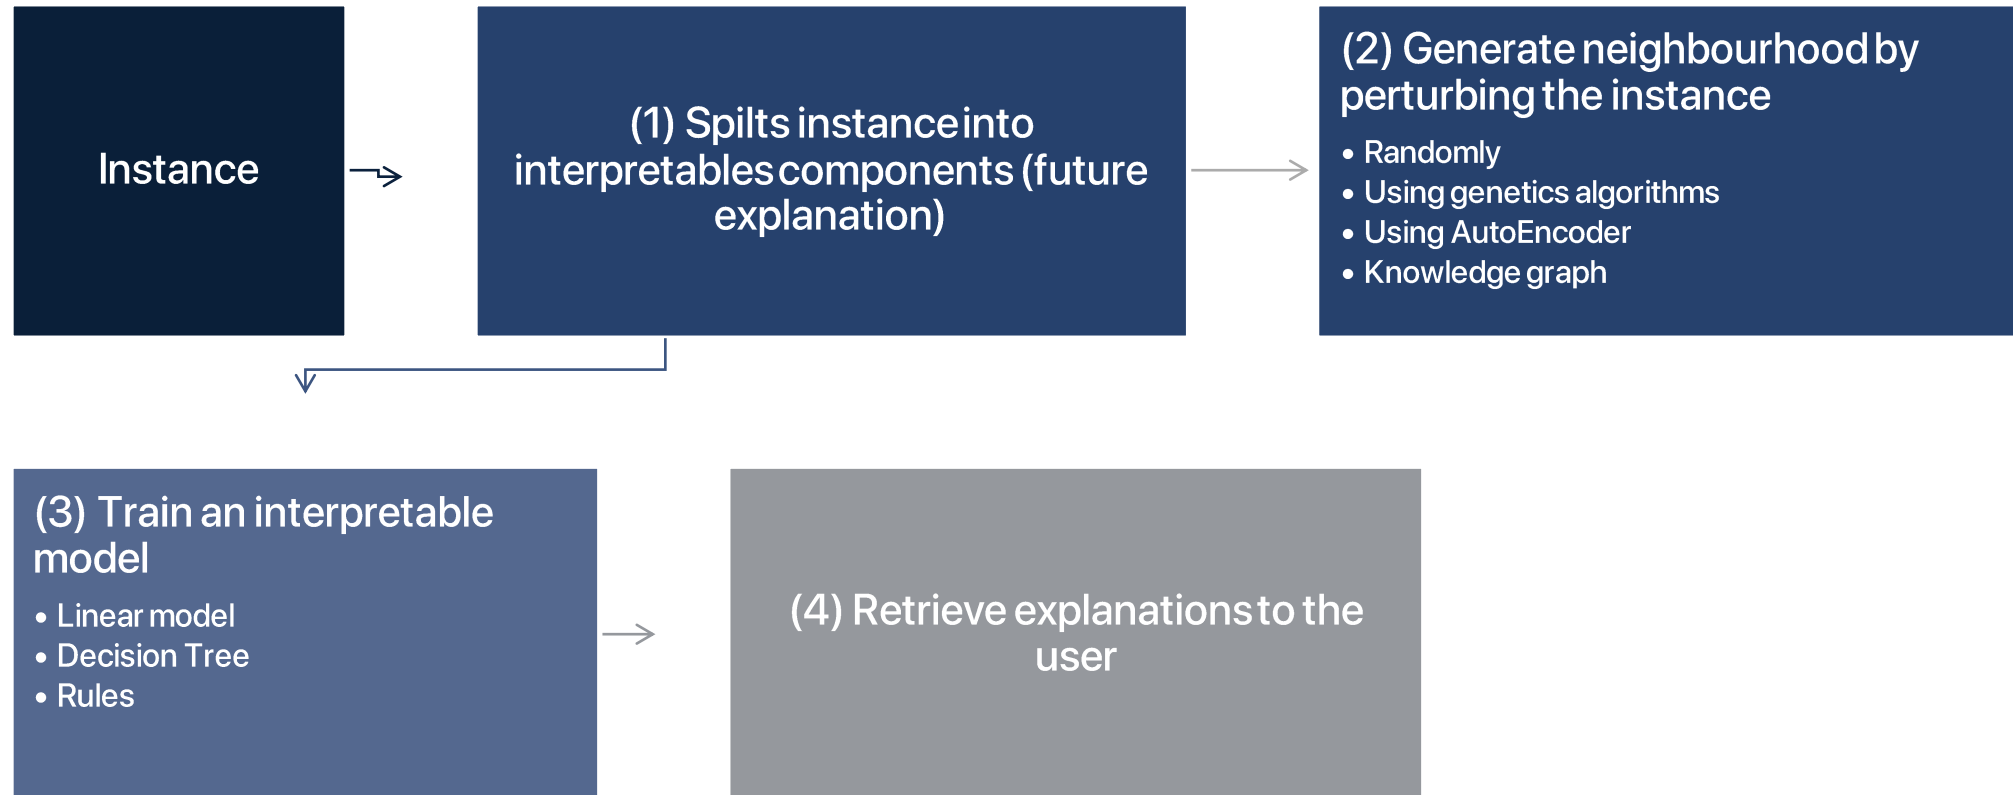 Instance
(1) Spilts instance into
interpretables components (future
explanation)
(2) Generate neighbourhood by
perturbing the instance
• Randomly
• Using genetics algorithms
• Using AutoEncoder
• Knowledge graph
(3) Train an interpretable
model
• Linear model
• Decision Tree
• Rules
(4) Retrieve explanations to the
user